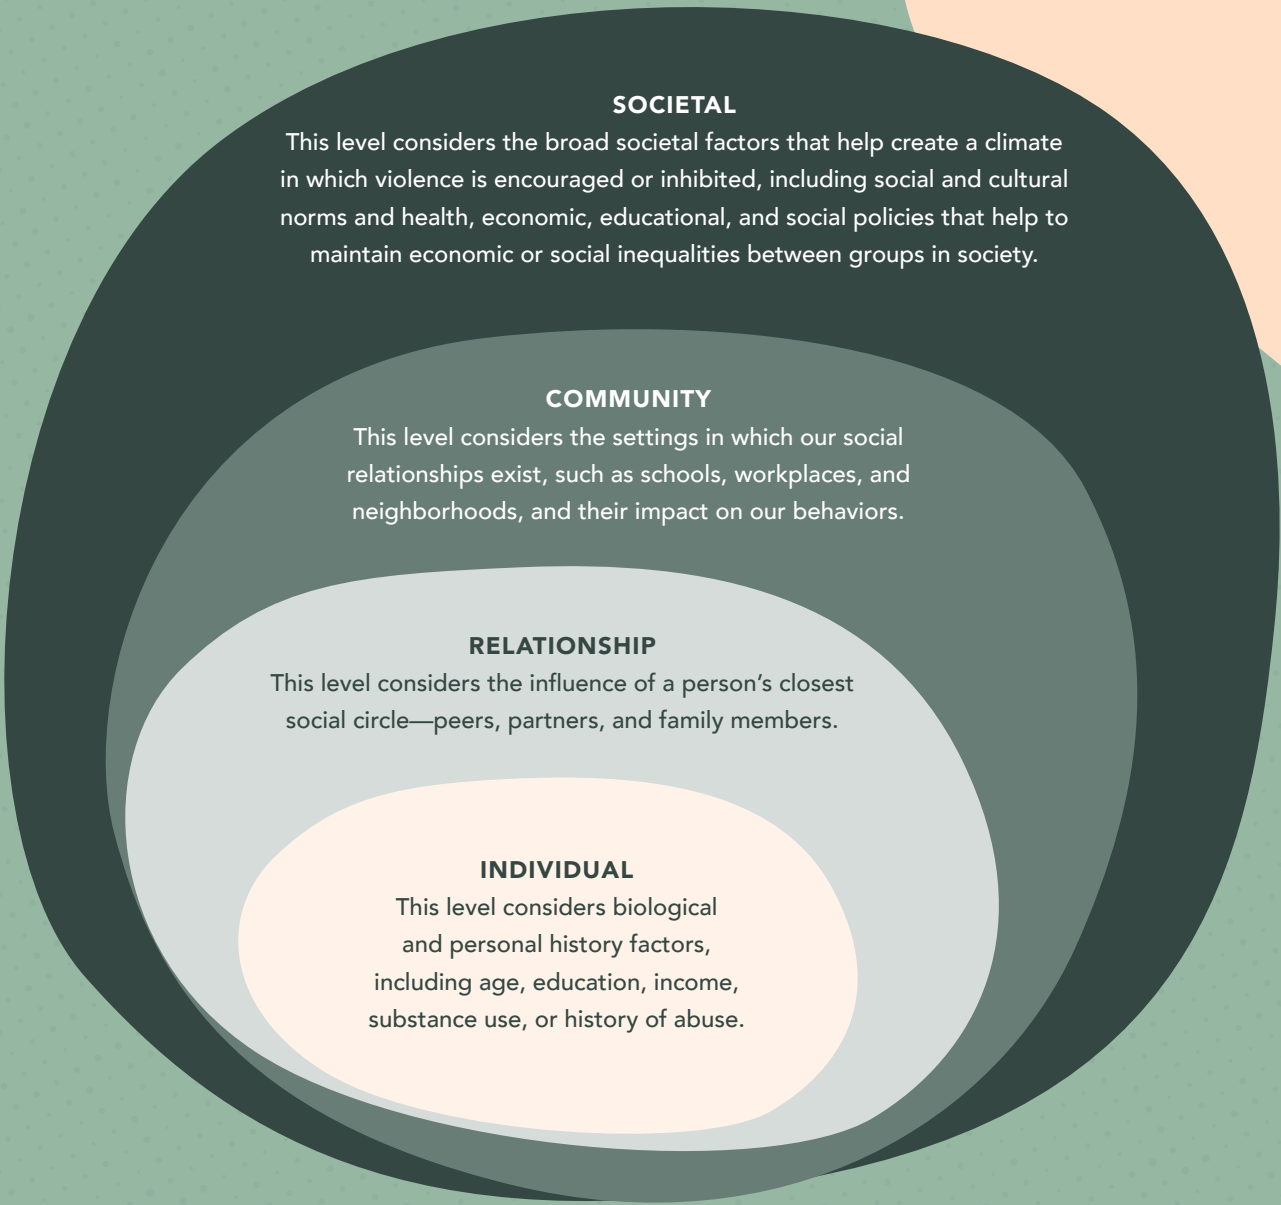 SOCIETAL
This level considers the broad societal factors that help create a climate
in which violence is encouraged or inhibited, including social and cultural
norms and health, economic, educational, and social policies that help to
maintain economic or social inequalities between groups in society.
COMMUNITY
This level considers the settings in which our social
relationships exist, such as schools, workplaces, and
neighborhoods, and their impact on our behaviors.
RELATIONSHIP
This level considers the influence of a person’s closest
social circle—peers, partners, and family members.
INDIVIDUAL
This level considers biological
and personal history factors,
including age, education, income,
substance use, or history of abuse.